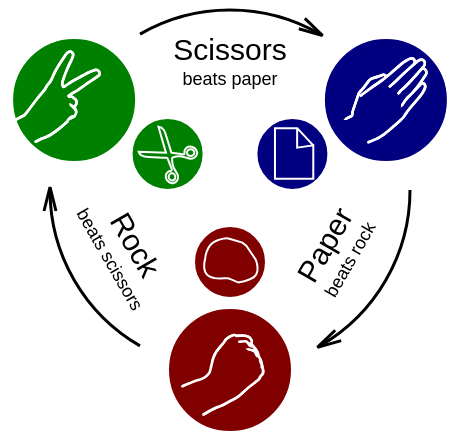 Scissors
beats paper
Rock
beats scissors
Paper
beats rock